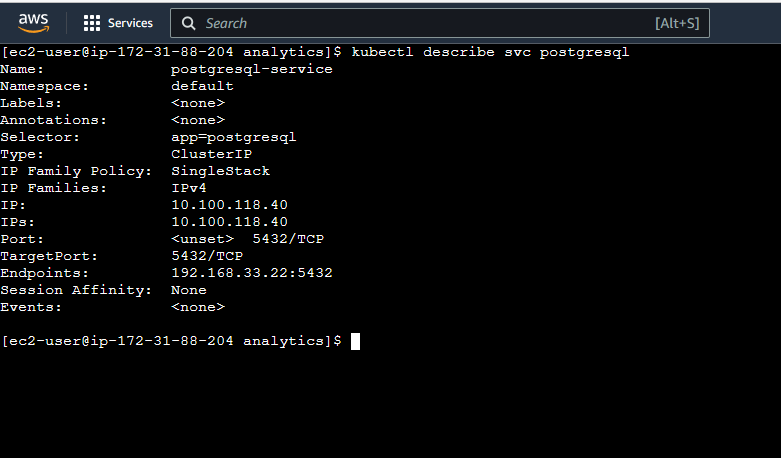 aws Services Search [Alt+S]
[ec2-user@ip-172-31-88-204 analytics]$ kubectl describe svc postgresql
Name: postgresql-service
Namespace: default
Labels: <none>
Annotations: <none>
Selector: app=postgresql
Type: ClusterIP
IP Family Policy: SingleStack
IP Families: IPv4
IP: 10.100.118.40
IPs: 10.100.118.40
Port: <unset> 5432/TCP
TargetPort: 5432/TCP
Endpoints: 192.168.33.22:5432
Session Affinity: None
Events: <none>
[ec2-user@ip-172-31-88-204 analytics]$